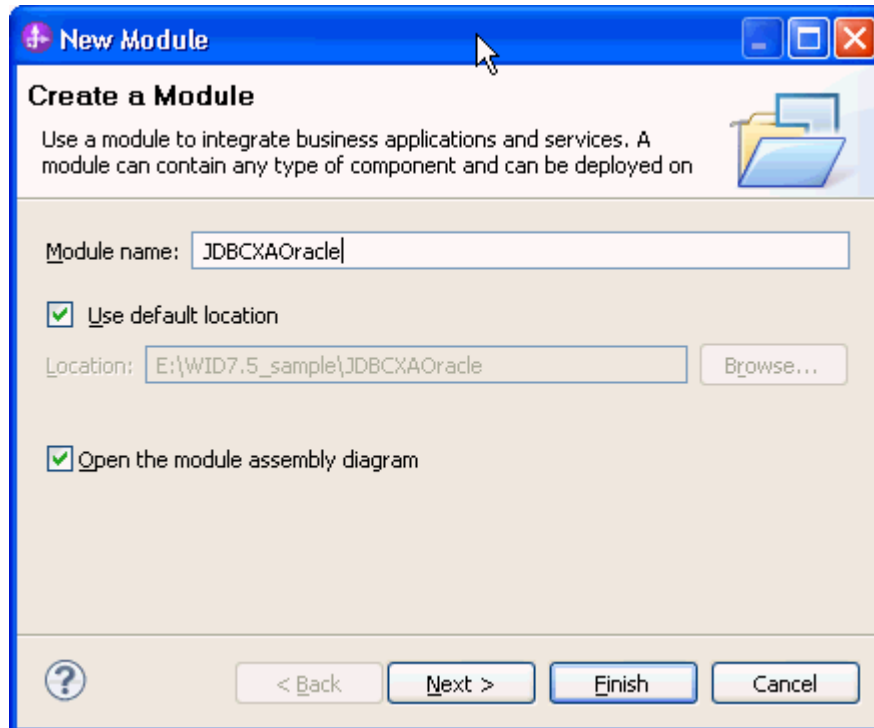 New Module
Create a Module
Use a module to integrate business applications and services. A
module can contain any type of component and can be deployed on
Module name: JDBCXAOracle
Use default location
Location: E:\WID7.5_sample\JDBCXAOracle Browse...
Open the module assembly diagram
? < Back Next > Finish Cancel